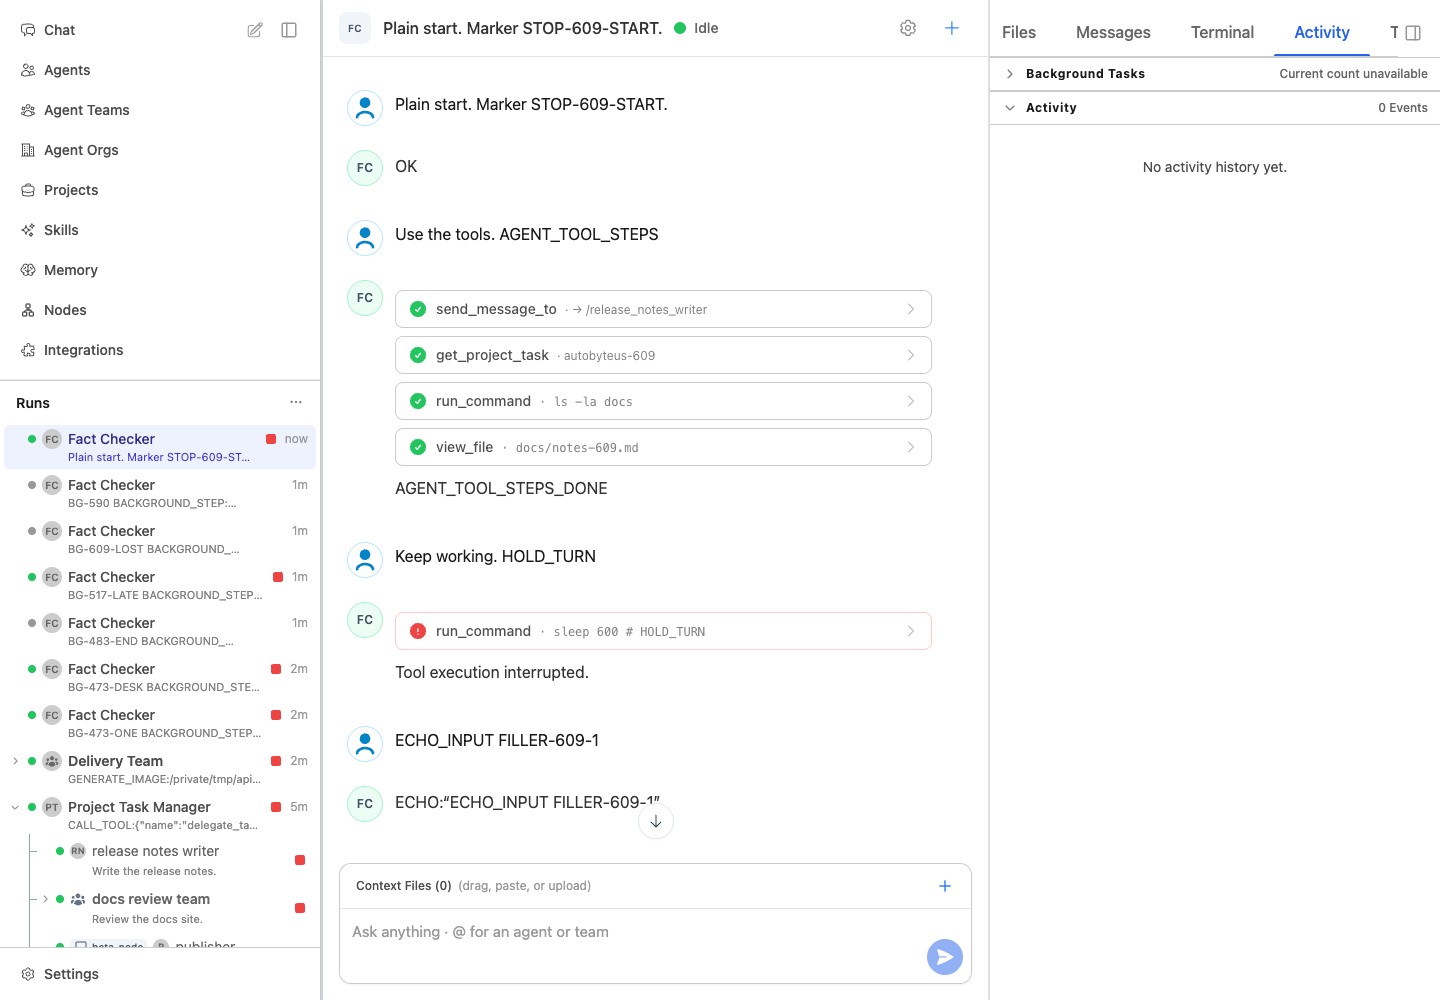 Chat
Agents
Agent Teams
Agent Orgs
Projects
Skills
Memory
Nodes
Integrations
Runs
FC Fact Checker now
Plain start. Marker STOP-609-ST...
FC Fact Checker 1m
BG-590 BACKGROUND_STEP:...
FC Fact Checker 1m
BG-609-LOST BACKGROUND_...
FC Fact Checker 1m
BG-517-LATE BACKGROUND_STEP...
FC Fact Checker 1m
BG-483-END BACKGROUND_...
FC Fact Checker 2m
BG-473-DESK BACKGROUND_STE...
FC Fact Checker 2m
BG-473-ONE BACKGROUND_STEP...
Delivery Team 2m
GENERATE_IMAGE:/private/tmp/api...
PT Project Task Manager 5m
CALL_TOOL:{"name":"delegate_ta...
RN release notes writer
Write the release notes.
docs review team
Review the docs site.
beta-node P publisher
Settings
FC Plain start. Marker STOP-609-START. Idle
Plain start. Marker STOP-609-START.
FC OK
Use the tools. AGENT_TOOL_STEPS
FC
send_message_to · → /release_notes_writer
get_project_task · autobyteus-609
run_command · ls -la docs
view_file · docs/notes-609.md
AGENT_TOOL_STEPS_DONE
Keep working. HOLD_TURN
FC
run_command · sleep 600 # HOLD_TURN
Tool execution interrupted.
ECHO_INPUT FILLER-609-1
FC ECHO:“ECHO_INPUT FILLER-609-1”
Context Files (0) (drag, paste, or upload)
Ask anything · @ for an agent or team
Files Messages Terminal Activity T
Background Tasks Current count unavailable
Activity 0 Events
No activity history yet.